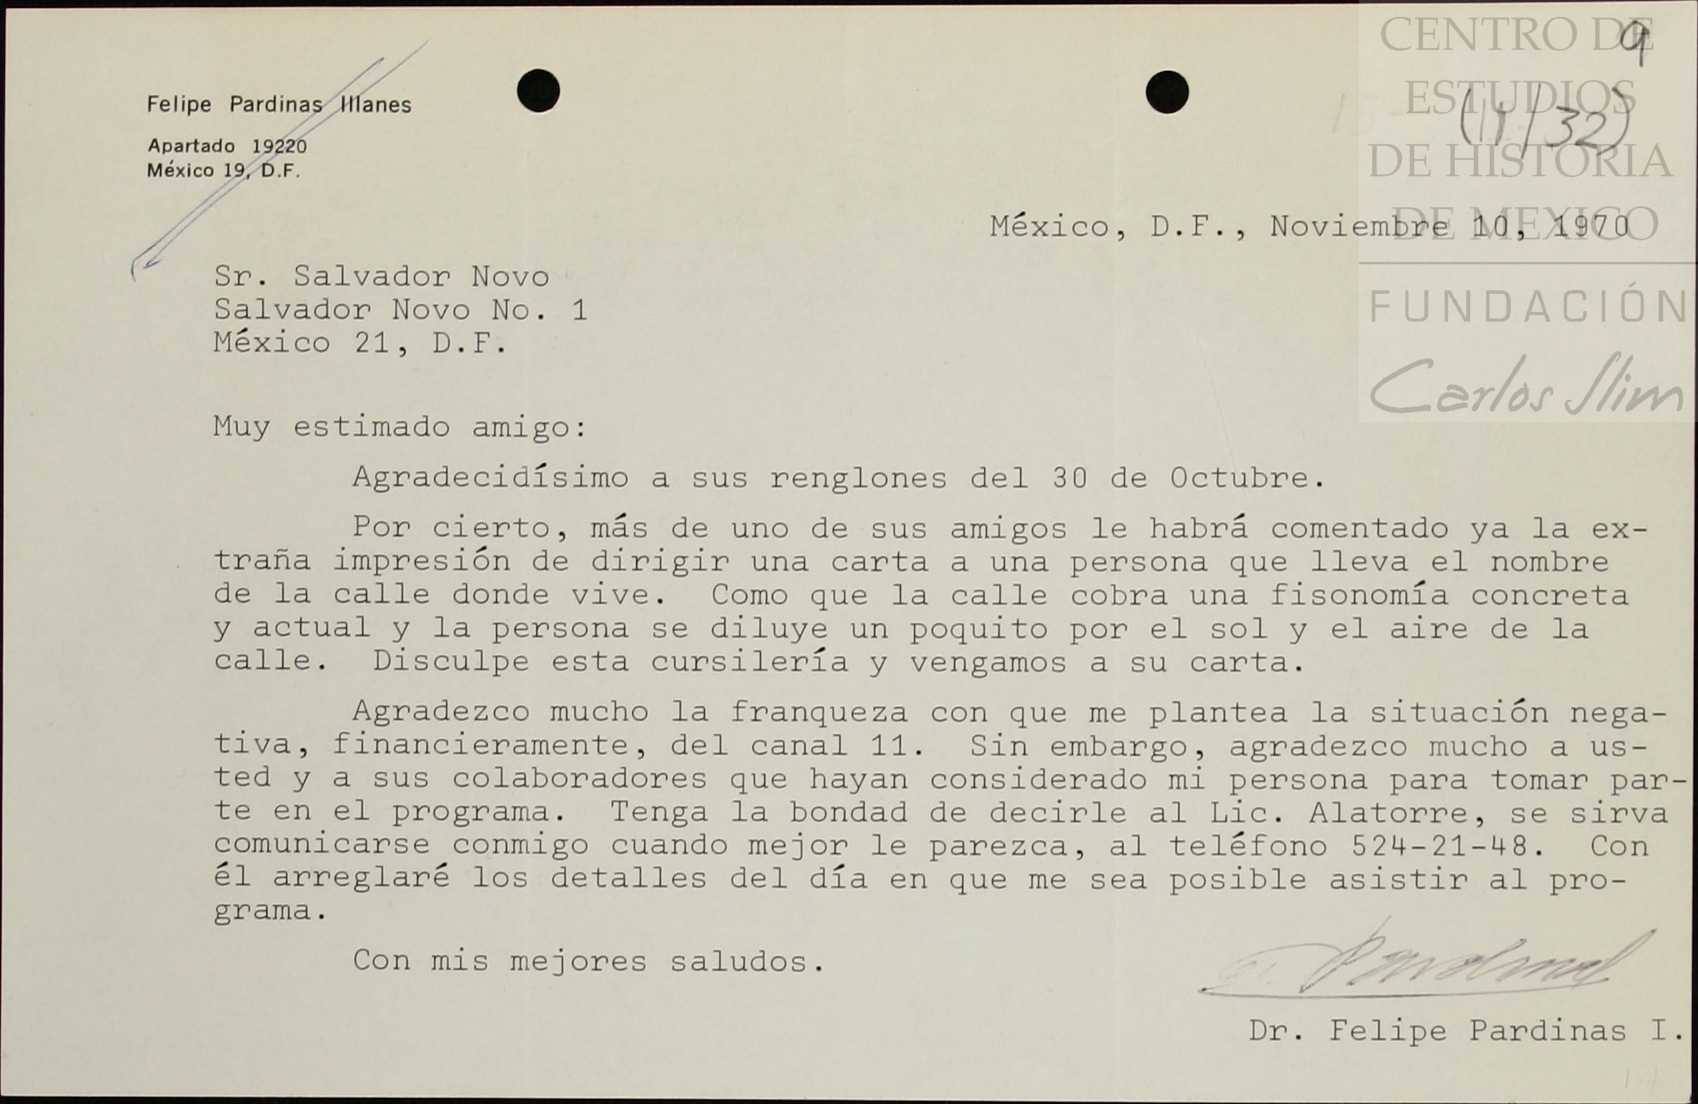 CENTRO DE
ESTUDIOS
DE HISTORIA
DE MEXICO
FUNDACIÓN
Carlos Slim
9
Felipe Pardinas Illanes
Apartado 19220
México 19, D.F.
México, D.F., Noviembre 10, 1970
Sr. Salvador Novo
Salvador Novo No. 1
México 21, D.F.
Muy estimado amigo:
Agradecidísimo a sus renglones del 30 de Octubre.
Por cierto, más de uno de sus amigos le habrá comentado ya la ex-
traña impresión de dirigir una carta a una persona que lleva el nombre
de la calle donde vive. Como que la calle cobra una fisonomía concreta
y actual y la persona se diluye un poquito por el sol y el aire de la
calle. Disculpe esta cursilería y vengamos a su carta.
Agradezco mucho la franqueza con que me plantea la situación nega-
tiva, financieramente, del canal 11. Sin embargo, agradezco mucho a us-
ted y a sus colaboradores que hayan considerado mi persona para tomar par-
te en el programa. Tenga la bondad de decirle al Lic. Alatorre, se sirva
comunicarse conmigo cuando mejor le parezca, al teléfono 524-21-48. Con
él arreglaré los detalles del día en que me sea posible asistir al pro-
grama.
Con mis mejores saludos.
Dr. Felipe Pardinas I.